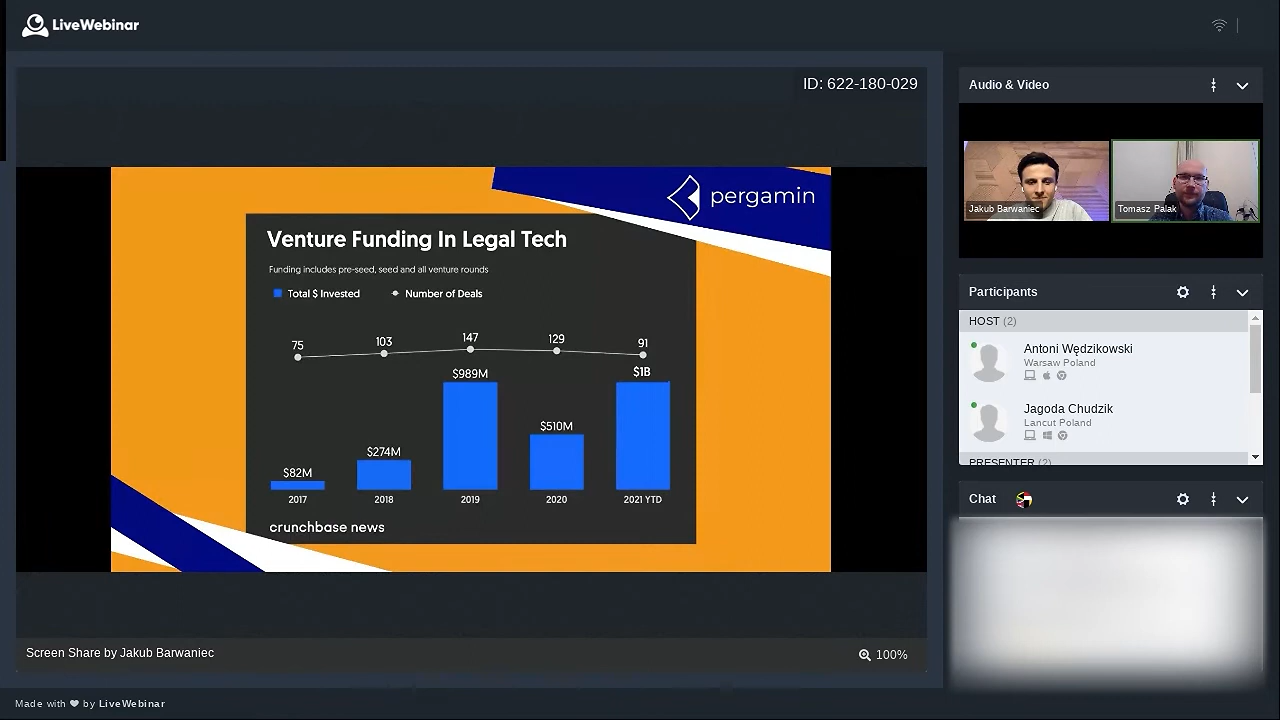 LiveWebinar
ID: 622-180-029
pergamin
Venture Funding In Legal Tech
Funding includes pre-seed, seed and all venture rounds
Total $ Invested
Number of Deals
75
103
147
129
91
$82M
$274M
$989M
$510M
$1B
2017
2018
2019
2020
2021 YTD
crunchbase news
Screen Share by Jakub Barwaniec
100%
Audio & Video
Jakub Barwaniec
Tomasz Palak
Participants
HOST (2)
Antoni Wędzikowski
Warsaw Poland
Jagoda Chudzik
Lancut Poland
PRESENTER (2)
Chat
Made with ❤ by LiveWebinar